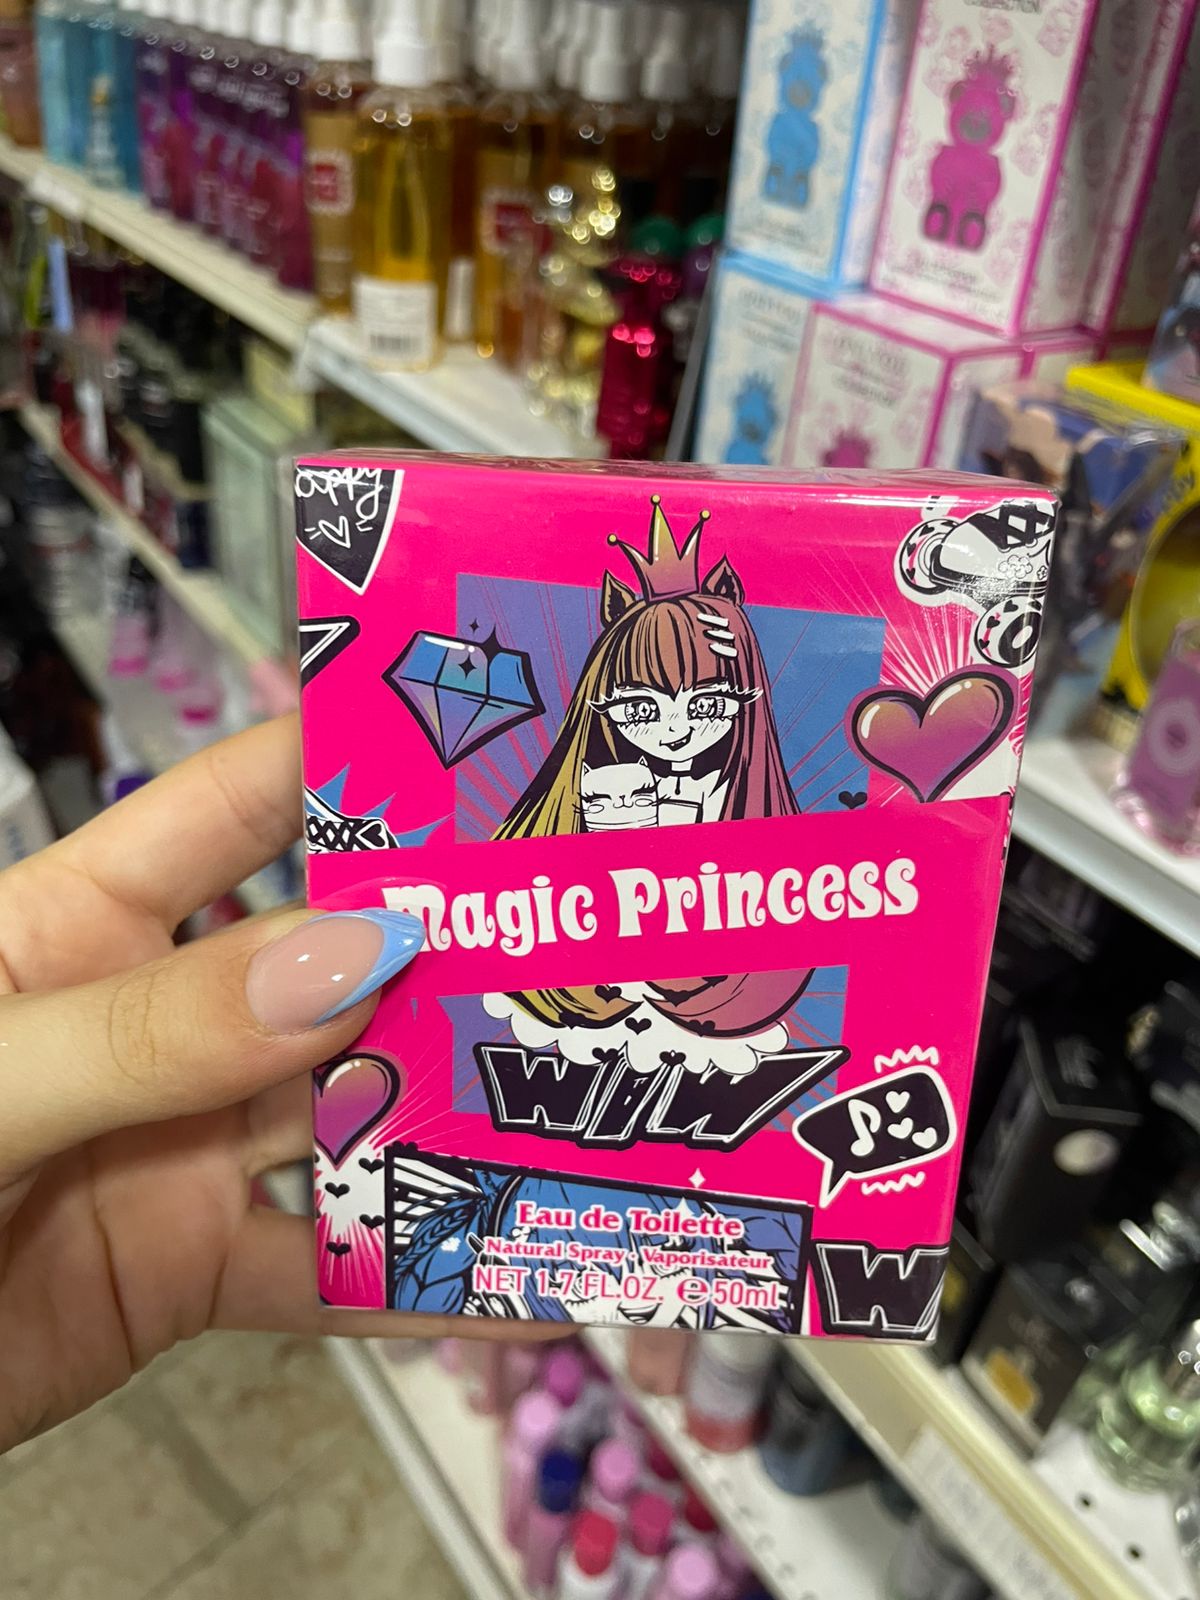 Magic Princess
WOW
Eau de Toilette
Natural Spray · Vaporisateur
NET 1.7 FL.OZ. ℮ 50ml
W